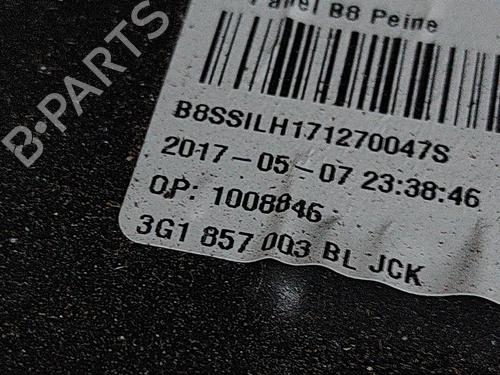 Panel B8 Peine
B8SSILH171270047S
2017-05-07 23:38:46
OP: 1008846
3G1 857 003 BL JCK
B-PARTS